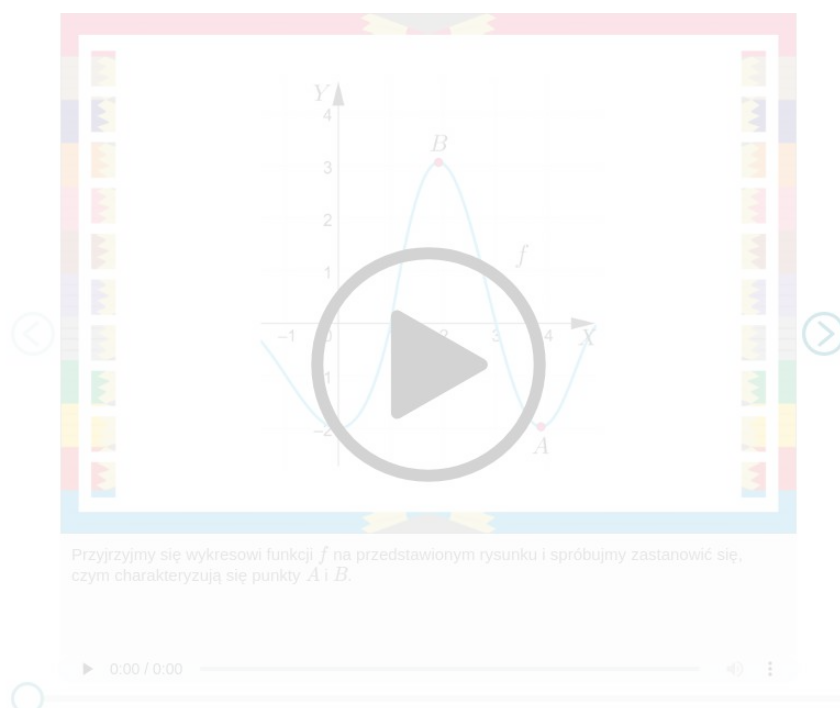 Y
4
B
3
2
f
1
–1 0 2 3 4 X
1
–2
A
Przyjrzyjmy się wykresowi funkcji f na przedstawionym rysunku i spróbujmy zastanowić się,
czym charakteryzują się punkty A i B.
0:00 / 0:00